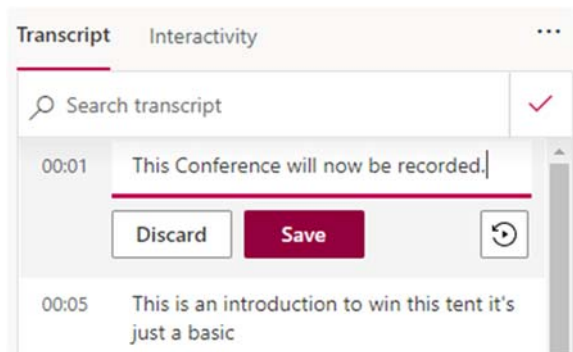 Transcript Interactivity ...
Search transcript
00:01 This Conference will now be recorded.
Discard Save
00:05 This is an introduction to win this tent it's
just a basic